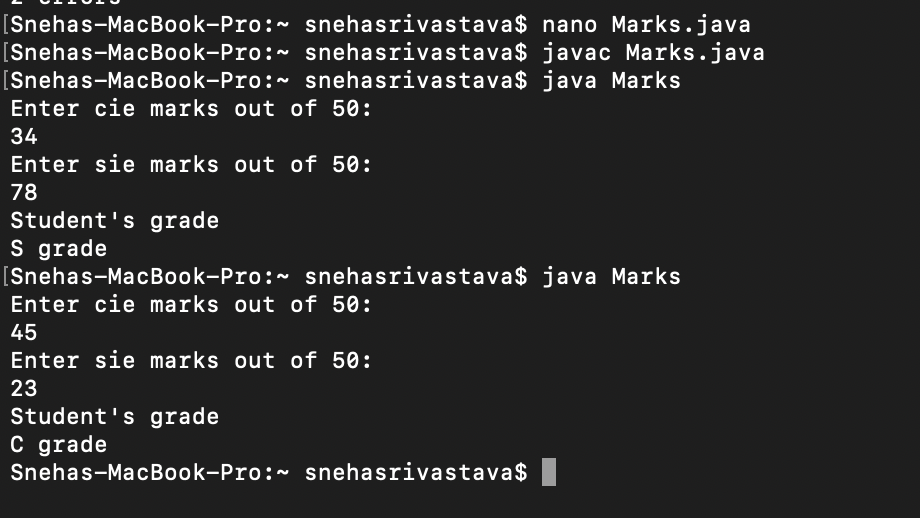 2 errors
[Snehas-MacBook-Pro:~ snehasrivastava$ nano Marks.java
[Snehas-MacBook-Pro:~ snehasrivastava$ javac Marks.java
[Snehas-MacBook-Pro:~ snehasrivastava$ java Marks
Enter cie marks out of 50:
34
Enter sie marks out of 50:
78
Student's grade
S grade
[Snehas-MacBook-Pro:~ snehasrivastava$ java Marks
Enter cie marks out of 50:
45
Enter sie marks out of 50:
23
Student's grade
C grade
Snehas-MacBook-Pro:~ snehasrivastava$